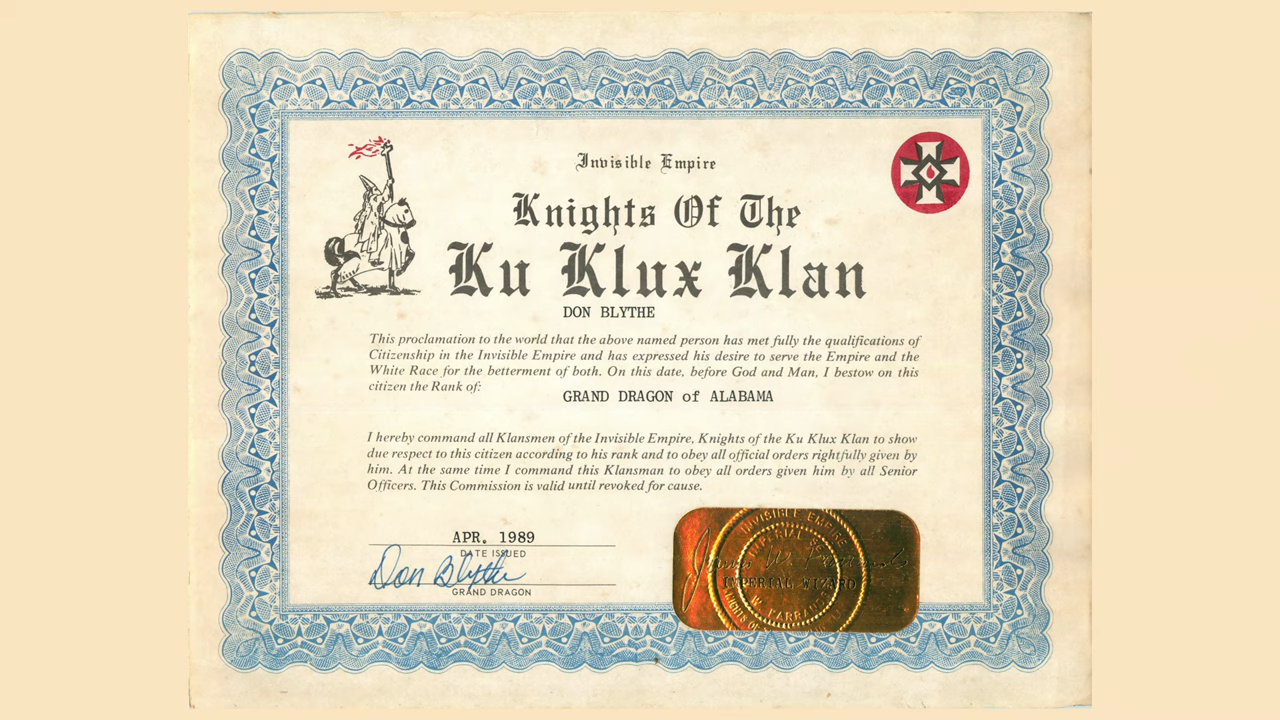 Invisible Empire
Knights Of The
Ku Klux Klan
DON BLYTHE
This proclamation to the world that the above named person has met fully the qualifications of
Citizenship in the Invisible Empire and has expressed his desire to serve the Empire and the
White Race for the betterment of both. On this date, before God and Man, I bestow on this
citizen the Rank of:
GRAND DRAGON of ALABAMA
I hereby command all Klansmen of the Invisible Empire, Knights of the Ku Klux Klan to show
due respect to this citizen according to his rank and to obey all official orders rightfully given by
him. At the same time I command this Klansman to obey all orders given him by all Senior
Officers. This Commission is valid until revoked for cause.
APR. 1989
DATE ISSUED
Don Blythe
GRAND DRAGON
INVISIBLE EMPIRE
IMPERIAL
IMPERIAL WIZARD